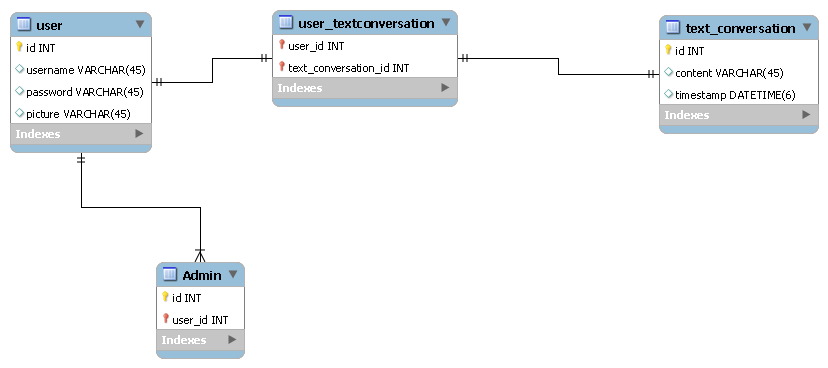 user
id INT
username VARCHAR(45)
password VARCHAR(45)
picture VARCHAR(45)
Indexes
user_textconversation
user_id INT
text_conversation_id INT
Indexes
text_conversation
id INT
content VARCHAR(45)
timestamp DATETIME(6)
Indexes
Admin
id INT
user_id INT
Indexes